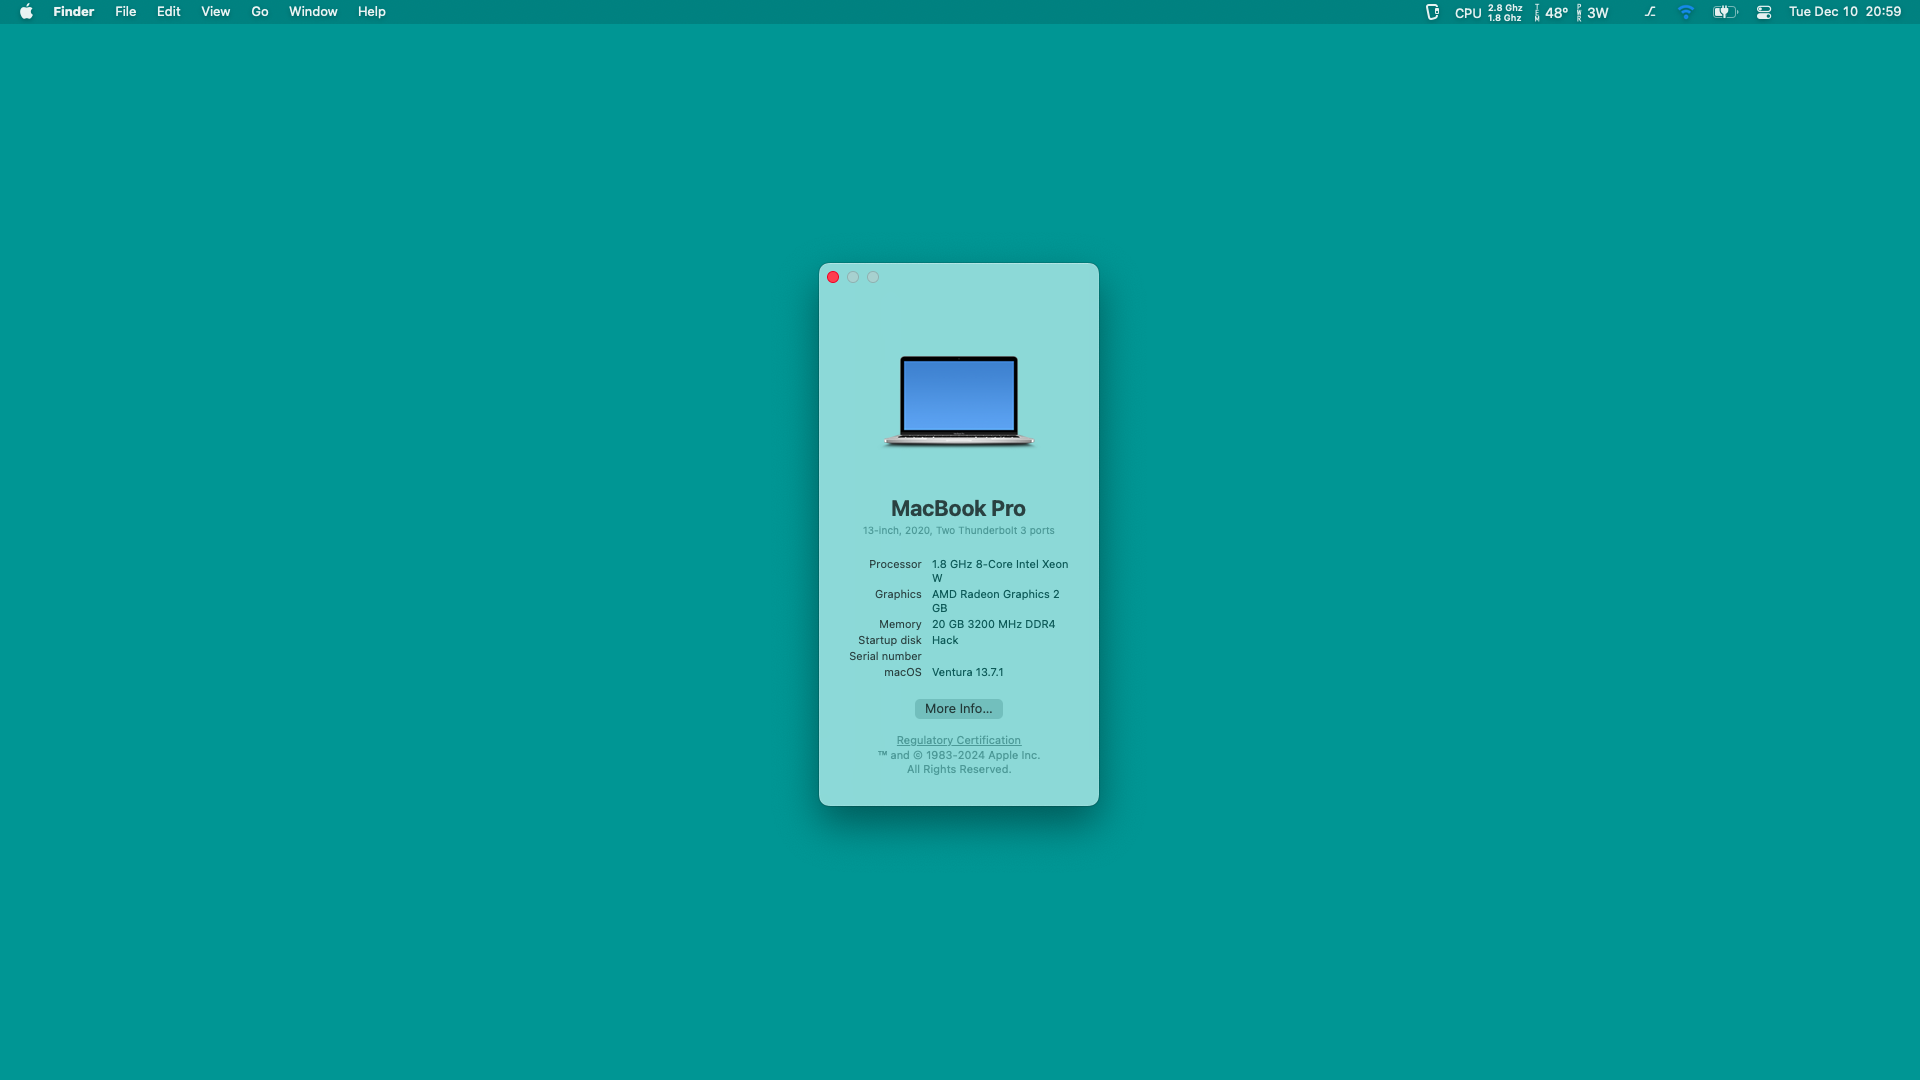 Finder File Edit View Go Window Help
CPU 2.8 Ghz 1.8 Ghz TEM 48° PWR 3W Tue Dec 10 20:59
MacBook Pro
13-inch, 2020, Two Thunderbolt 3 ports
Processor 1.8 GHz 8-Core Intel Xeon
W
Graphics AMD Radeon Graphics 2
GB
Memory 20 GB 3200 MHz DDR4
Startup disk Hack
Serial number
macOS Ventura 13.7.1
More Info...
Regulatory Certification
™ and © 1983-2024 Apple Inc.
All Rights Reserved.